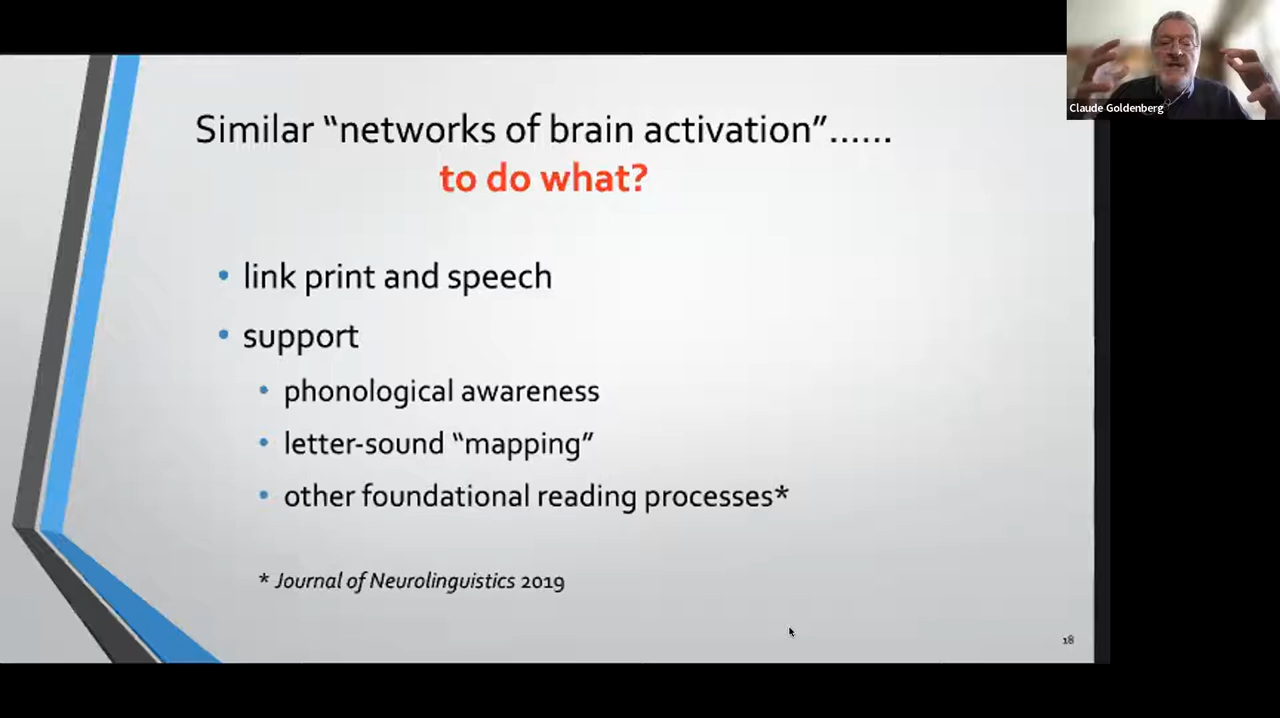 Claude Goldenberg
Similar “networks of brain activation”......
to do what?
• link print and speech
• support
• phonological awareness
• letter-sound “mapping”
• other foundational reading processes*
* Journal of Neurolinguistics 2019
18